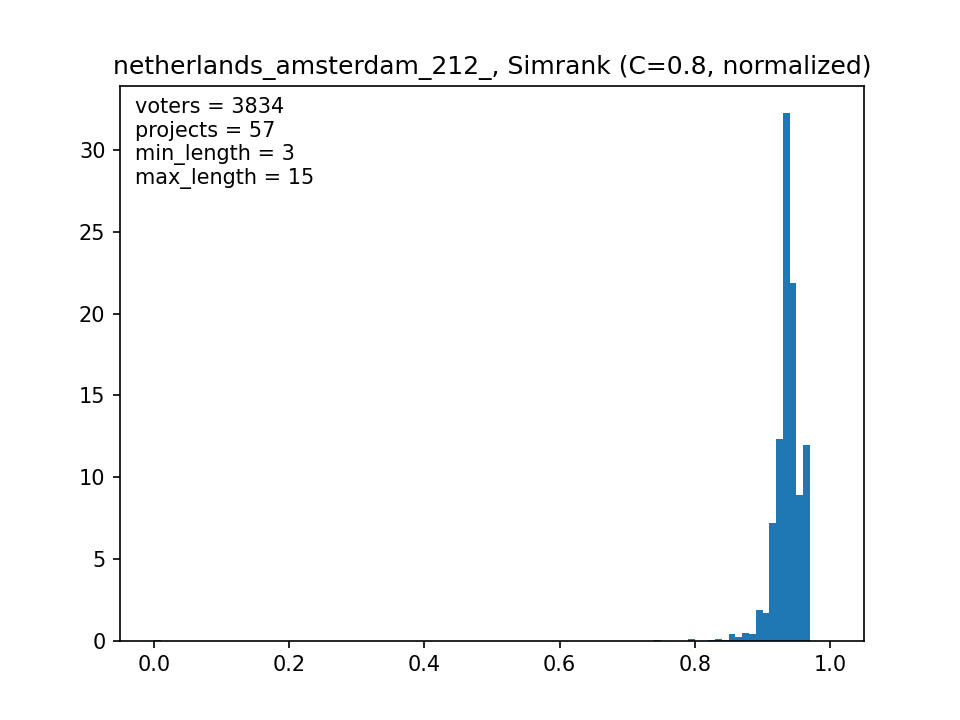 netherlands_amsterdam_212_, Simrank (C=0.8, normalized)
voters = 3834
projects = 57
min_length = 3
max_length = 15
30
25
20
15
10
5
0
0.0 0.2 0.4 0.6 0.8 1.0